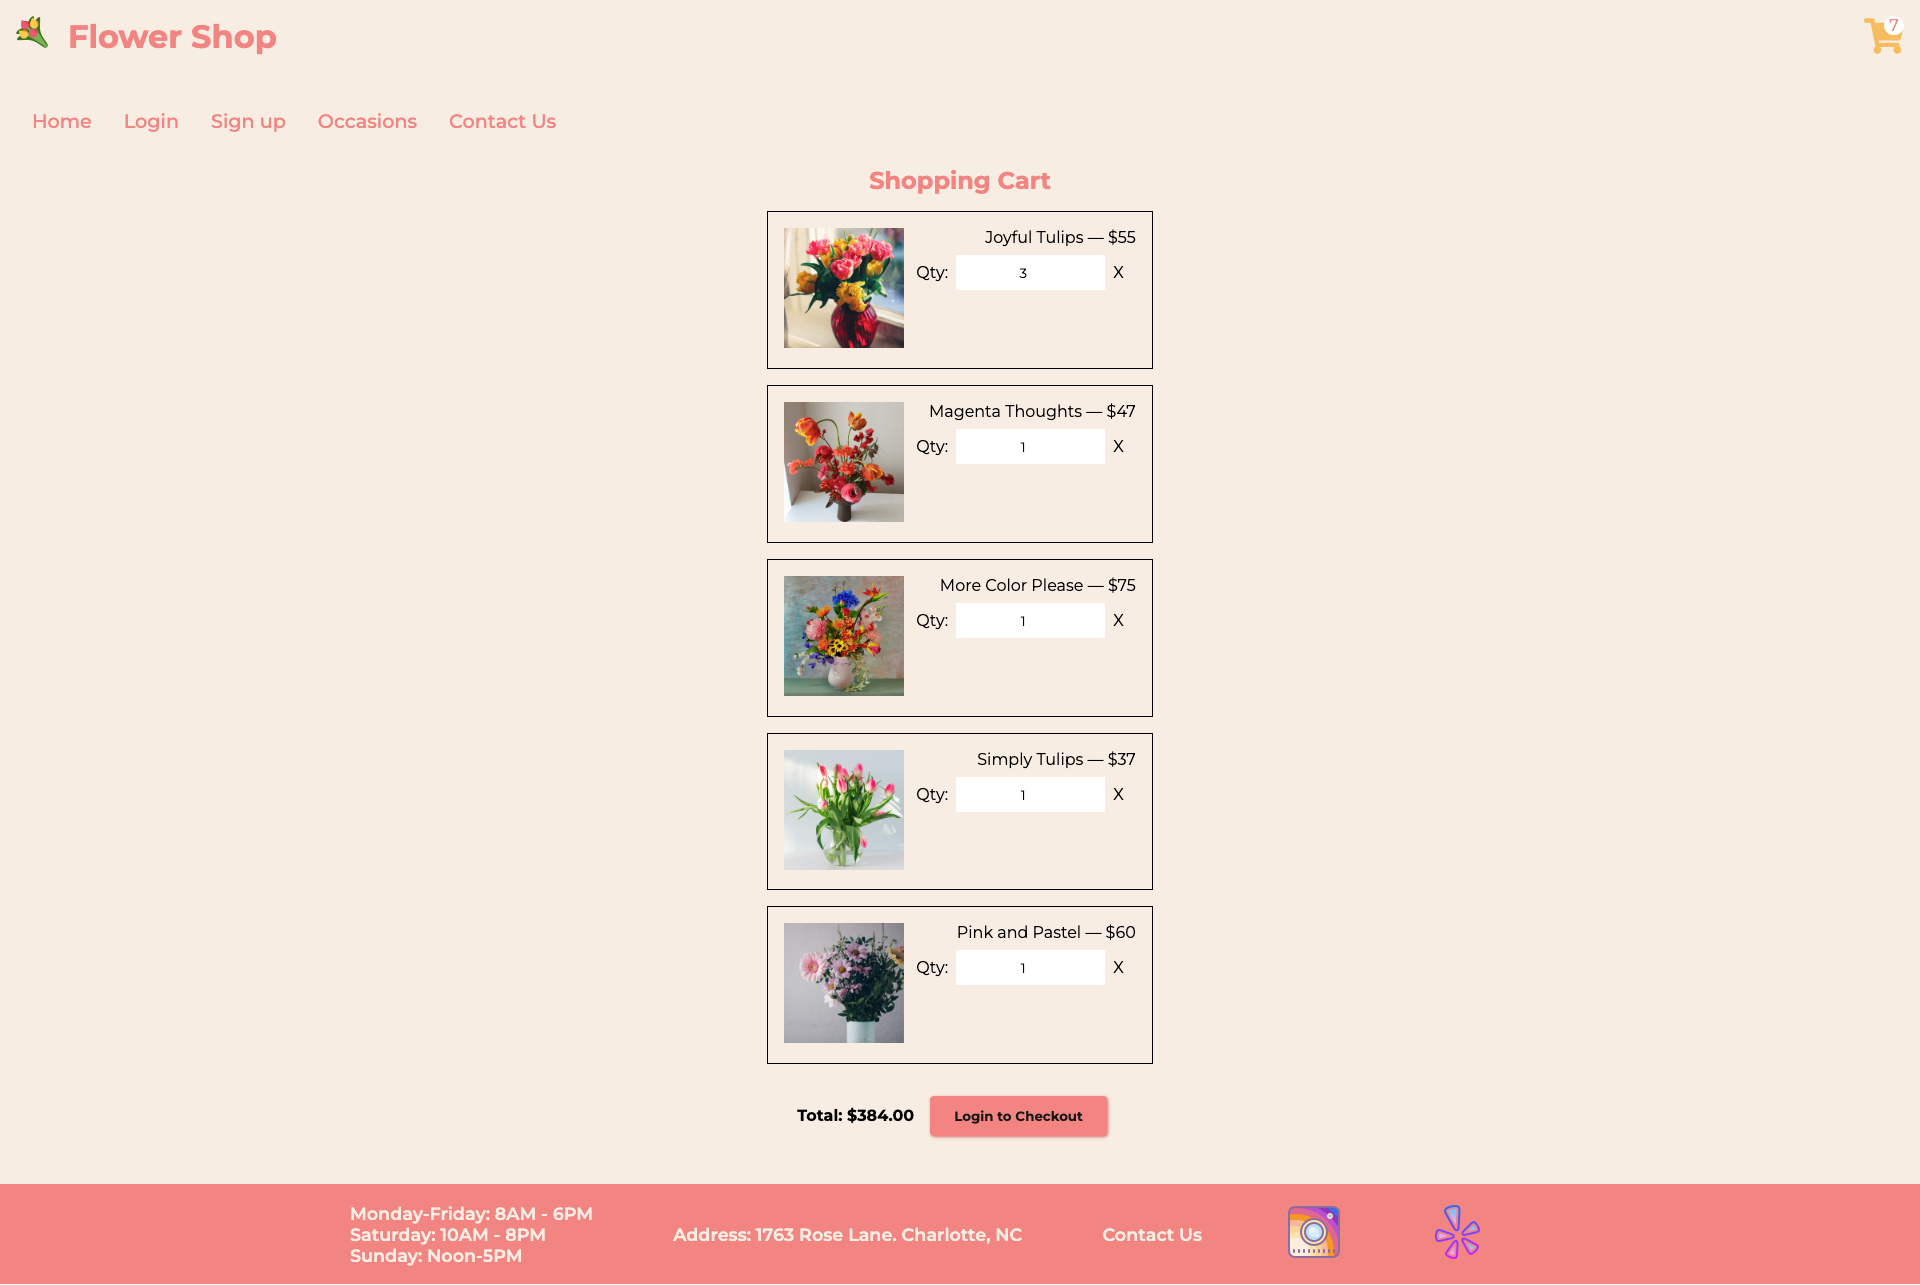 Flower Shop
7
Home Login Sign up Occasions Contact Us
Shopping Cart
Joyful Tulips — $55
Qty: 3 X
Magenta Thoughts — $47
Qty: 1 X
More Color Please — $75
Qty: 1 X
Simply Tulips — $37
Qty: 1 X
Pink and Pastel — $60
Qty: 1 X
Total: $384.00 Login to Checkout
Monday-Friday: 8AM - 6PM
Saturday: 10AM - 8PM
Sunday: Noon-5PM
Address: 1763 Rose Lane. Charlotte, NC
Contact Us